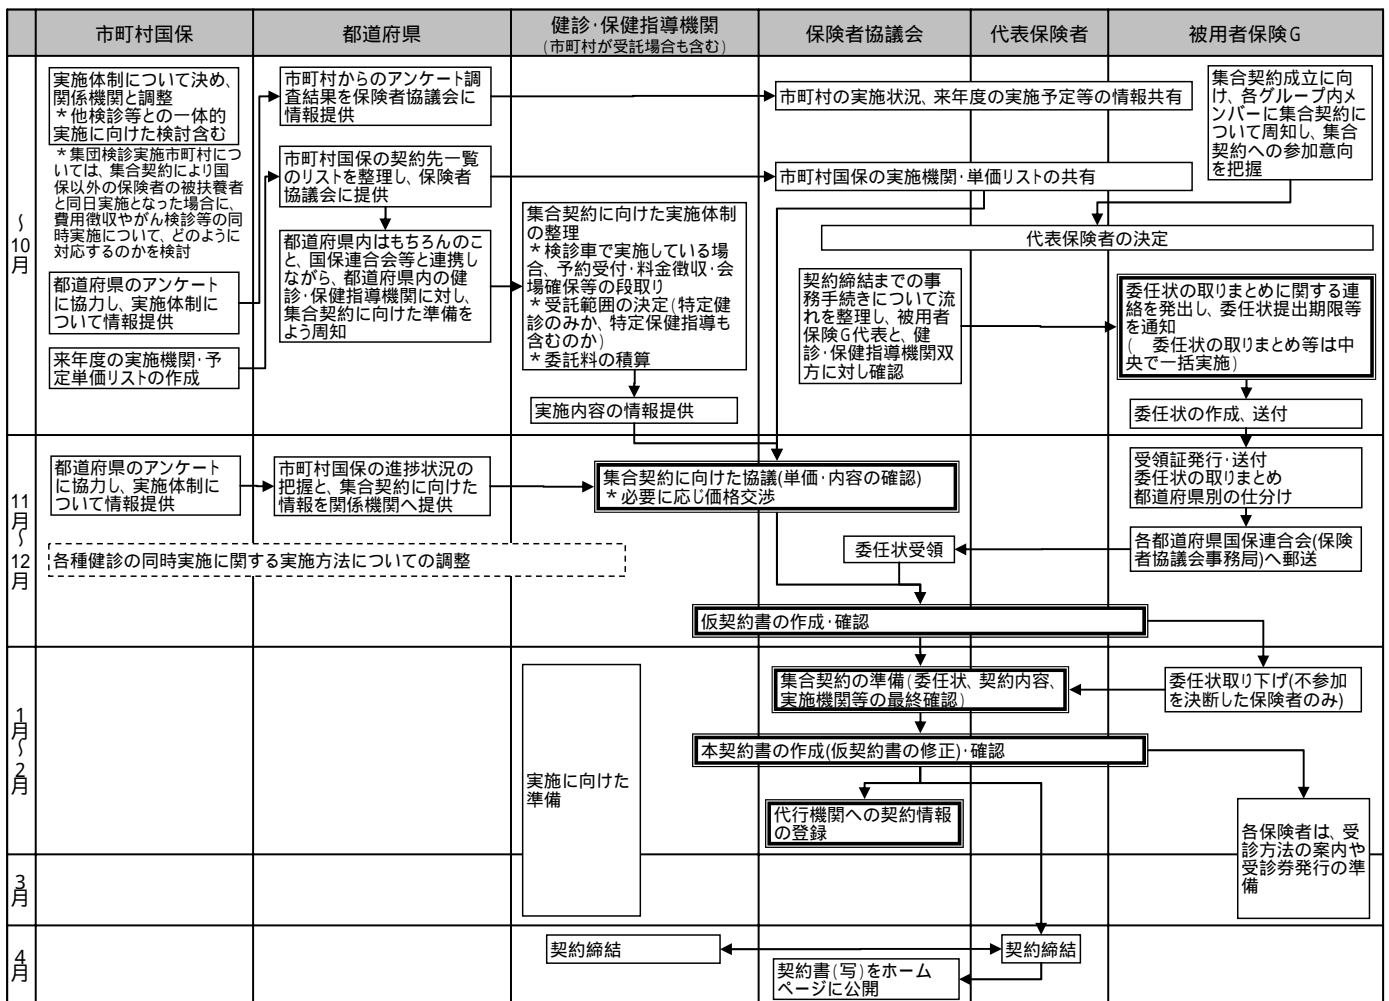 市町村国保
都道府県
健診・保健指導機関
(市町村が受託場合も含む)
保険者協議会
代表保険者
被用者保険G
～
10
月
実施体制について決め、
関係機関と調整
＊他検診等との一体的
実施に向けた検討含む
＊集団検診実施市町村につ
いては、集合契約により国
保以外の保険者の被扶養者
と同日実施となった場合に、
費用徴収やがん検診等の同
時実施について、どのように
対応するのかを検討
都道府県のアンケート
に協力し、実施体制に
ついて情報提供
来年度の実施機関・予
定単価リストの作成
市町村からのアンケート調
査結果を保険者協議会に
情報提供
市町村国保の契約先一覧
のリストを整理し、保険者
協議会に提供
都道府県内はもちろんのこ
と、国保連合会等と連携し
ながら、都道府県内の健
診・保健指導機関に対し、
集合契約に向けた準備を
よう周知
集合契約に向けた実施体制
の整理
＊検診車で実施している場
合、予約受付・料金徴収・会
場確保等の段取り
＊受託範囲の決定(特定健
診のみか、特定保健指導も
含むのか)
＊委託料の積算
実施内容の情報提供
市町村の実施状況、来年度の実施予定等の情報共有
市町村国保の実施機関・単価リストの共有
集合契約成立に向
け、各グループ内メ
ンバーに集合契約に
ついて周知し、集合
契約への参加意向
を把握
代表保険者の決定
契約締結までの事
務手続きについて流
れを整理し、被用者
保険G代表と、健
診・保健指導機関双
方に対し確認
委任状の取りまとめに関する連
絡を発出し、委任状提出期限等
を通知
(　委任状の取りまとめ等は中
央で一括実施)
委任状の作成、送付
11
月
～
12
月
都道府県のアンケート
に協力し、実施体制に
ついて情報提供
市町村国保の進捗状況の
把握と、集合契約に向けた
情報を関係機関へ提供
集合契約に向けた協議(単価・内容の確認)
＊必要に応じ価格交渉
受領証発行・送付
委任状の取りまとめ
都道府県別の仕分け
各種健診の同時実施に関する実施方法についての調整
委任状受領
各都道府県国保連合会(保険
者協議会事務局)へ郵送
仮契約書の作成・確認
1
月
～
2
月
集合契約の準備(委任状、契約内容、
実施機関等の最終確認)
委任状取り下げ(不参加
を決断した保険者のみ)
本契約書の作成(仮契約書の修正)・確認
実施に向けた
準備
代行機関への契約情報
の登録
各保険者は、受
診方法の案内や
受診券発行の準
備
3
月
4
月
契約締結
契約締結
契約書(写)をホーム
ページに公開